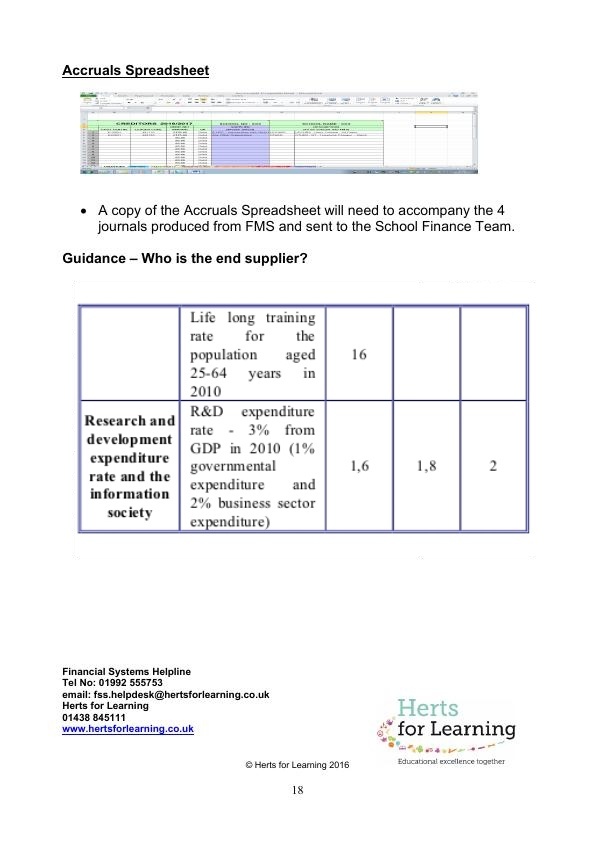 Accruals Spreadsheet
CREDITORS 2016/2017
• A copy of the Accruals Spreadsheet will need to accompany the 4
journals produced from FMS and sent to the School Finance Team.
Guidance – Who is the end supplier?
Life long training
rate for the
population aged
25-64 years in
2010
16
Research and
development
expenditure
rate and the
information
society
R&D expenditure
rate - 3% from
GDP in 2010 (1%
governmental
expenditure and
2% business sector
expenditure)
1,6
1,8
2
Financial Systems Helpline
Tel No: 01992 555753
email: fss.helpdesk@hertsforlearning.co.uk
Herts for Learning
01438 845111
www.hertsforlearning.co.uk
Herts
for Learning
Educational excellence together
© Herts for Learning 2016
18